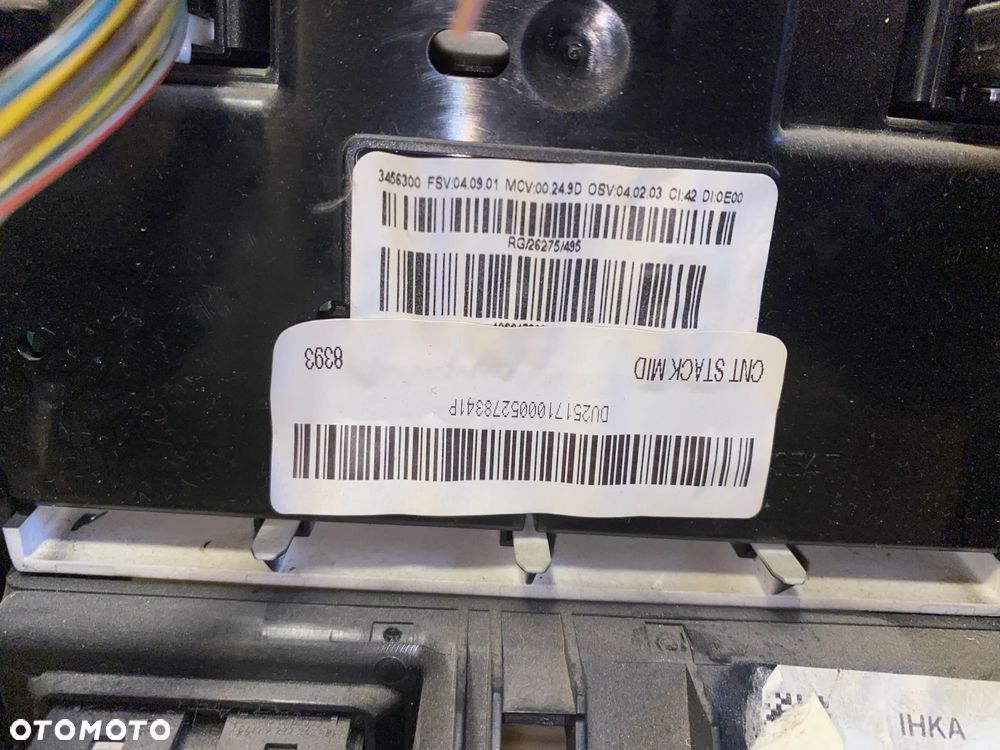 3456300 FSV:04.09.01 MCV:00.24.9D OSV:04.02.03 CI:42 DI:0E00
RG/26275/495
CNT STACK MID 8393
DU2517100005278341P
IHKA
OTOMOTO